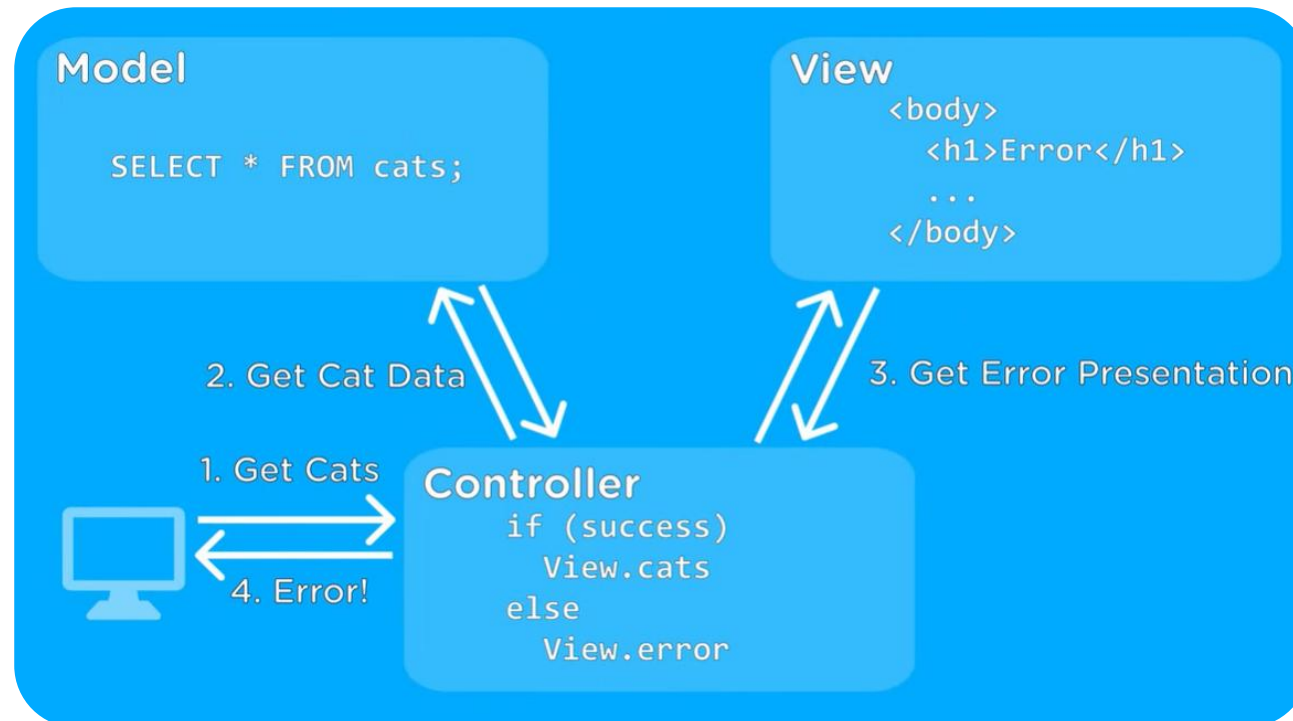 Model
SELECT * FROM cats;
View
<body>
<h1>Error</h1>
...
</body>
2. Get Cat Data
3. Get Error Presentation
1. Get Cats
4. Error!
Controller
if (success)
View.cats
else
View.error